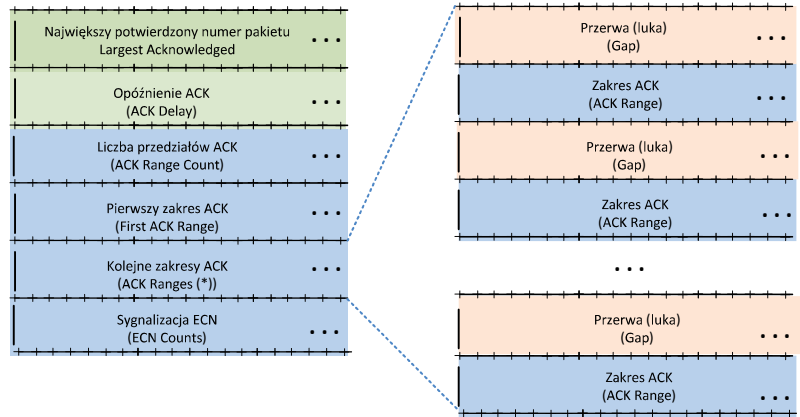 Największy potwierdzony numer pakietu
Largest Acknowledged
• • •
Opóźnienie ACK
(ACK Delay)
• • •
Liczba przedziałów ACK
(ACK Range Count)
• • •
Pierwszy zakres ACK
(First ACK Range)
• • •
Kolejne zakresy ACK
(ACK Ranges (*))
• • •
Sygnalizacja ECN
(ECN Counts)
• • •
Przerwa (luka)
(Gap)
• • •
Zakres ACK
(ACK Range)
• • •
Przerwa (luka)
(Gap)
• • •
Zakres ACK
(ACK Range)
• • •
• • •
Przerwa (luka)
(Gap)
• • •
Zakres ACK
(ACK Range)
• • •